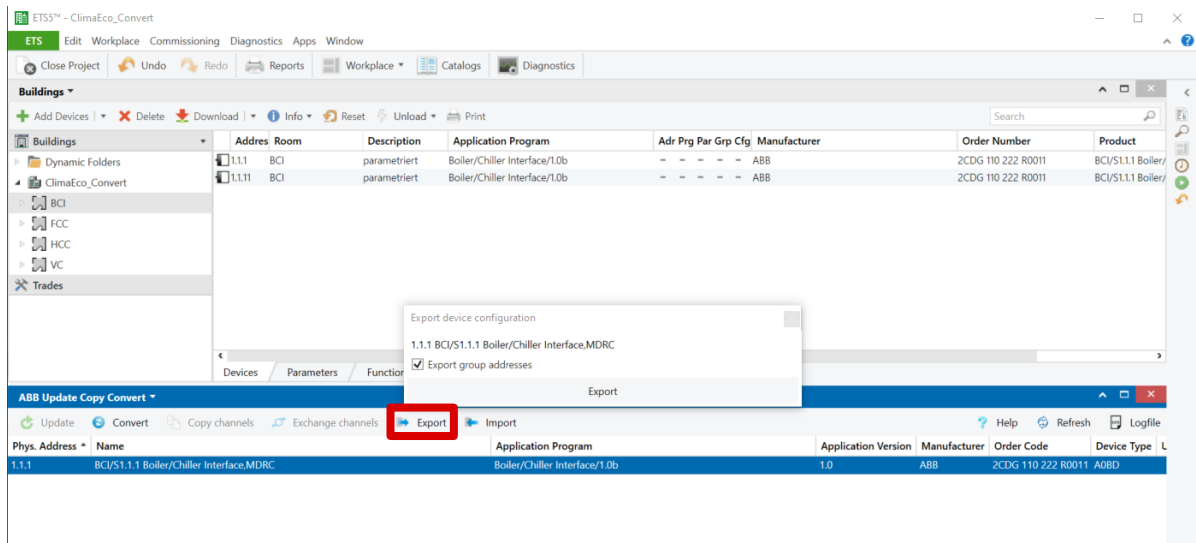 ETS5™ - ClimaEco_Convert
ETS Edit Workplace Commissioning Diagnostics Apps Window
Close Project Undo Redo Reports Workplace Catalogs Diagnostics
Buildings
Add Devices Delete Download Info Reset Unload Print Search
Buildings Addres Room Description Application Program Adr Prg Par Grp Cfg Manufacturer Order Number Product
Dynamic Folders 1.1.1 BCI parametriert Boiler/Chiller Interface/1.0b – – – – – ABB 2CDG 110 222 R0011 BCI/S1.1.1 Boiler/
ClimaEco_Convert 1.1.11 BCI parametriert Boiler/Chiller Interface/1.0b – – – – – ABB 2CDG 110 222 R0011 BCI/S1.1.1 Boiler/
BCI
FCC
HCC
VC
Trades
Export device configuration
1.1.1 BCI/S1.1.1 Boiler/Chiller Interface,MDRC
Export group addresses
Export
Devices Parameters Function
ABB Update Copy Convert
Update Convert Copy channels Exchange channels Export Import Help Refresh Logfile
Phys. Address Name Application Program Application Version Manufacturer Order Code Device Type U
1.1.1 BCI/S1.1.1 Boiler/Chiller Interface,MDRC Boiler/Chiller Interface/1.0b 1.0 ABB 2CDG 110 222 R0011 A0BD